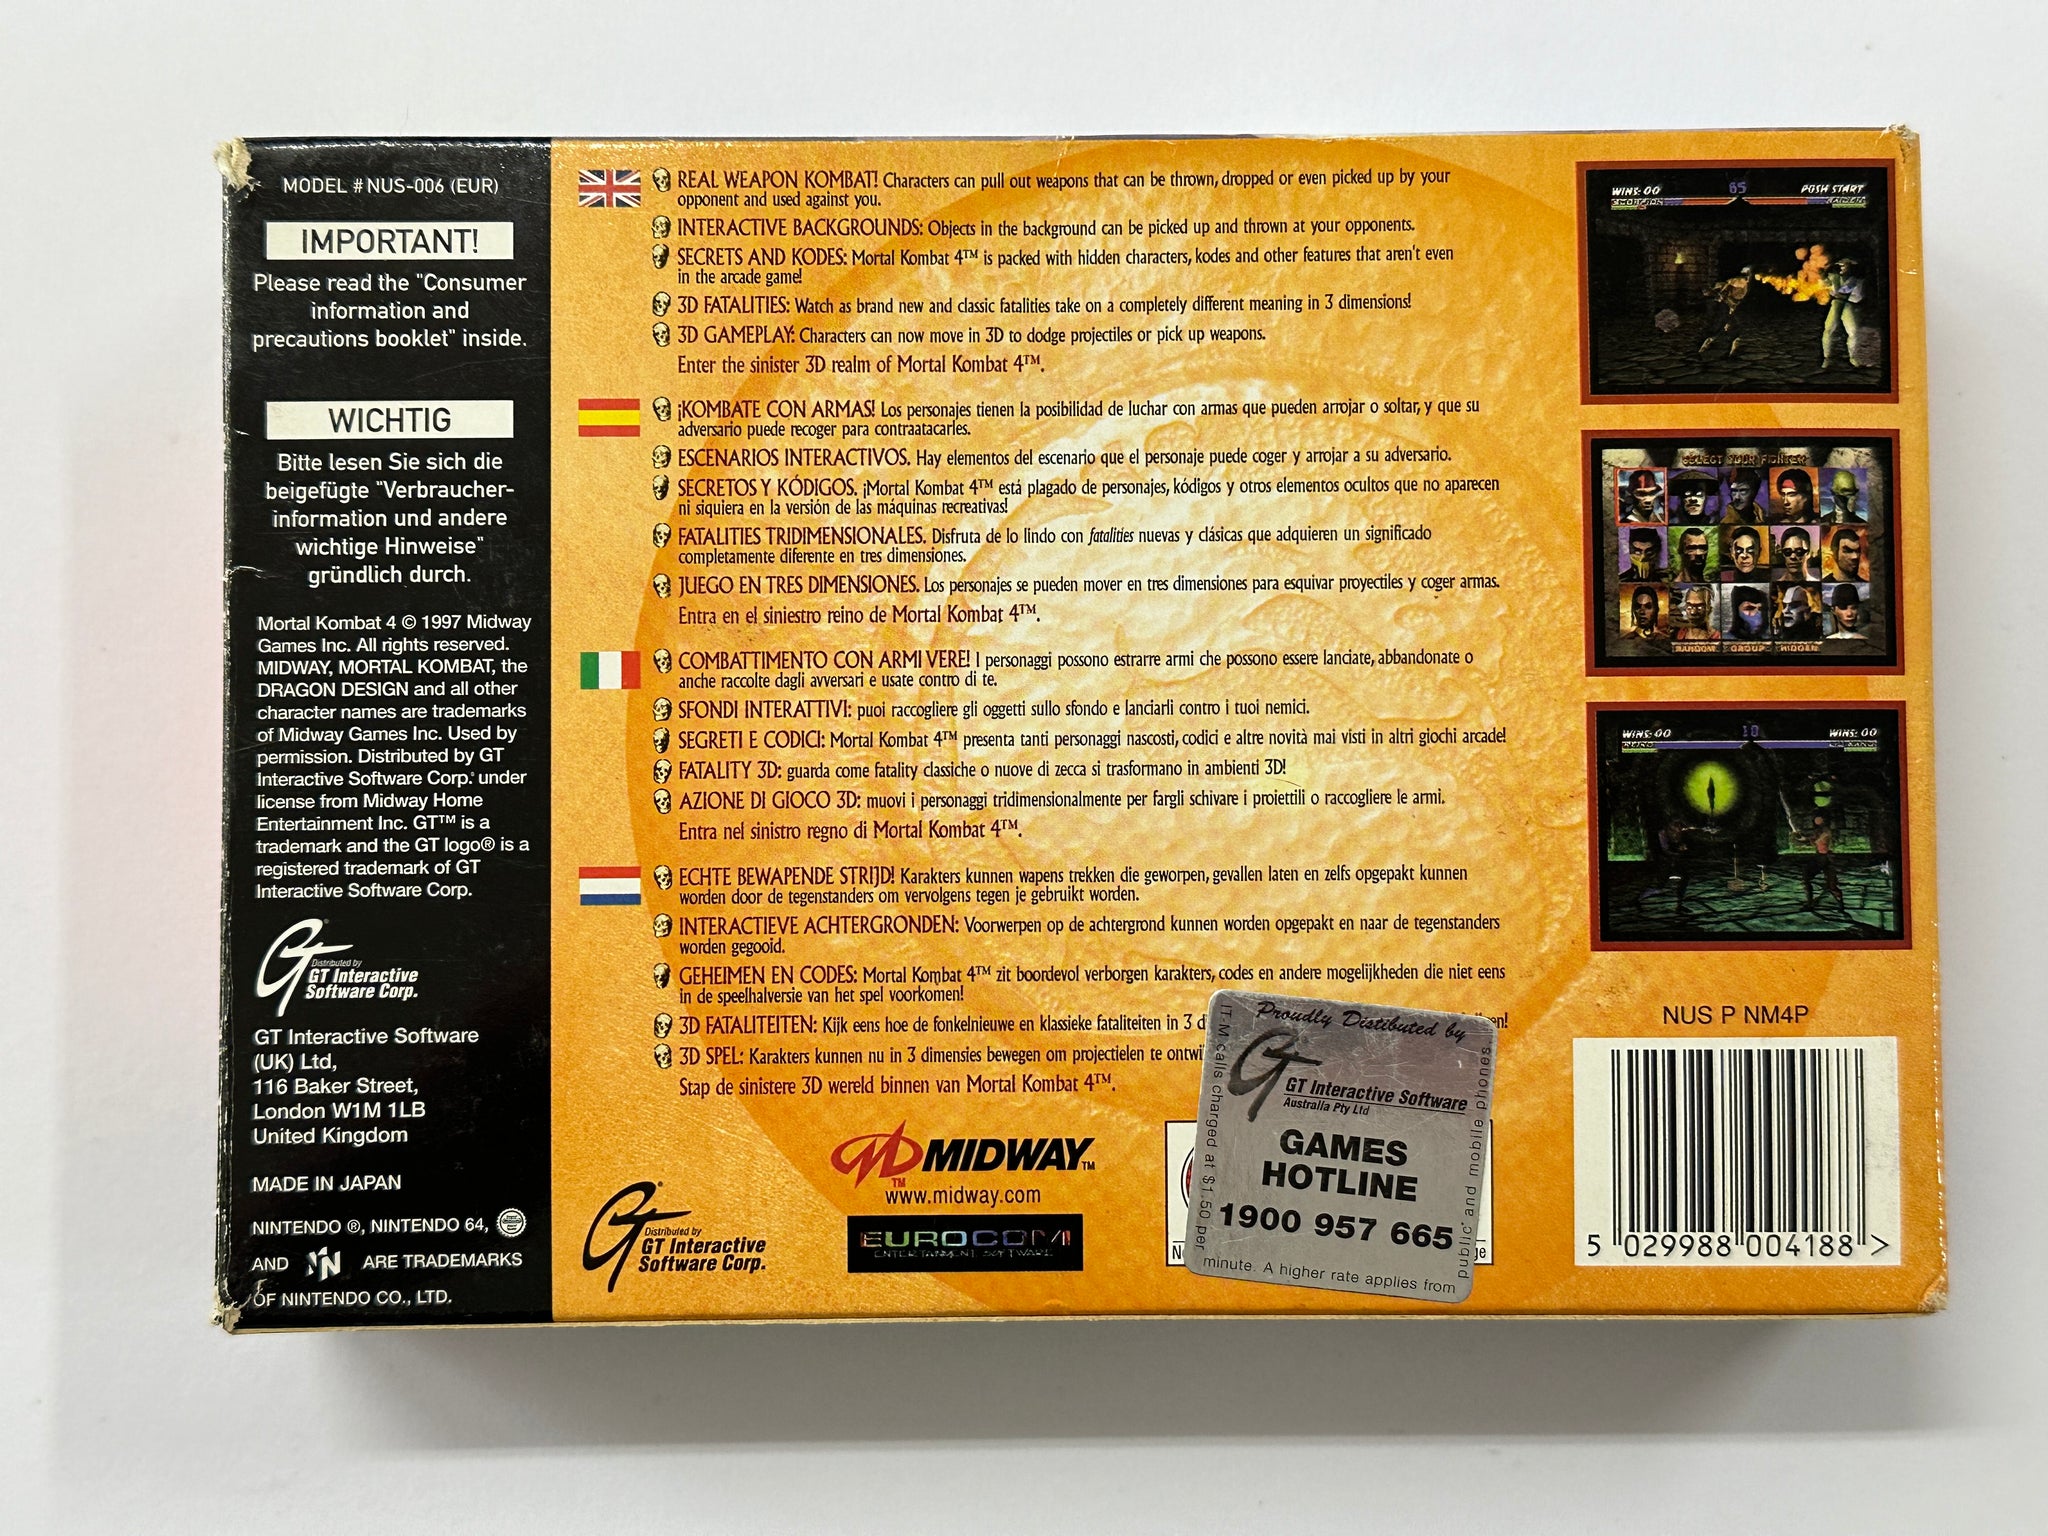 MODEL # NUS-006 (EUR)
IMPORTANT!
Please read the "Consumer
information and
precautions booklet" inside.
WICHTIG
Bitte lesen Sie sich die
beigefügte "Verbraucher-
information und andere
wichtige Hinweise"
gründlich durch.
Mortal Kombat 4 © 1997 Midway
Games Inc. All rights reserved.
MIDWAY, MORTAL KOMBAT, the
DRAGON DESIGN and all other
character names are trademarks
of Midway Games Inc. Used by
permission. Distributed by GT
Interactive Software Corp. under
license from Midway Home
Entertainment Inc. GT™ is a
trademark and the GT logo® is a
registered trademark of GT
Interactive Software Corp.
GT
Distributed by
GT Interactive
Software Corp.
GT Interactive Software
(UK) Ltd,
116 Baker Street,
London W1M 1LB
United Kingdom
MADE IN JAPAN
NINTENDO ®, NINTENDO 64,
AND N ARE TRADEMARKS
OF NINTENDO CO., LTD.
REAL WEAPON KOMBAT! Characters can pull out weapons that can be thrown, dropped or even picked up by your
opponent and used against you.
INTERACTIVE BACKGROUNDS: Objects in the background can be picked up and thrown at your opponents.
SECRETS AND KODES: Mortal Kombat 4™ is packed with hidden characters, kodes and other features that aren't even
in the arcade game!
3D FATALITIES: Watch as brand new and classic fatalities take on a completely different meaning in 3 dimensions!
3D GAMEPLAY: Characters can now move in 3D to dodge projectiles or pick up weapons.
Enter the sinister 3D realm of Mortal Kombat 4™.
¡KOMBATE CON ARMAS! Los personajes tienen la posibilidad de luchar con armas que pueden arrojar o soltar, y que su
adversario puede recoger para contraatacarles.
ESCENARIOS INTERACTIVOS. Hay elementos del escenario que el personaje puede coger y arrojar a su adversario.
SECRETOS Y KÓDIGOS. ¡Mortal Kombat 4™ está plagado de personajes, kódigos y otros elementos ocultos que no aparecen
ni siquiera en la versión de las máquinas recreativas!
FATALITIES TRIDIMENSIONALES. Disfruta de lo lindo con fatalities nuevas y clásicas que adquieren un significado
completamente diferente en tres dimensiones.
JUEGO EN TRES DIMENSIONES. Los personajes se pueden mover en tres dimensiones para esquivar proyectiles y coger armas.
Entra en el siniestro reino de Mortal Kombat 4™.
COMBATTIMENTO CON ARMI VERE! I personaggi possono estrarre armi che possono essere lanciate, abbandonate o
anche raccolte dagli avversari e usate contro di te.
SFONDI INTERATTIVI: puoi raccogliere gli oggetti sullo sfondo e lanciarli contro i tuoi nemici.
SEGRETI E CODICI: Mortal Kombat 4™ presenta tanti personaggi nascosti, codici e altre novità mai visti in altri giochi arcade!
FATALITY 3D: guarda come fatality classiche o nuove di zecca si trasformano in ambienti 3D!
AZIONE DI GIOCO 3D: muovi i personaggi tridimensionalmente per fargli schivare i proiettili o raccogliere le armi.
Entra nel sinistro regno di Mortal Kombat 4™.
ECHTE BEWAPENDE STRIJD! Karakters kunnen wapens trekken die geworpen, gevallen laten en zelfs opgepakt kunnen
worden door de tegenstanders om vervolgens tegen je gebruikt worden.
INTERACTIEVE ACHTERGRONDEN: Voorwerpen op de achtergrond kunnen worden opgepakt en naar de tegenstanders
worden gegooid.
GEHEIMEN EN CODES: Mortal Kombat 4™ zit boordevol verborgen karakters, codes en andere mogelijkheden die niet eens
in de speelhalversie van het spel voorkomen!
3D FATALITEITEN: Kijk eens hoe de fonkelnieuwe en klassieke fataliteiten in 3 d
3D SPEL: Karakters kunnen nu in 3 dimensies bewegen om projectielen te ontwij
Stap de sinistere 3D wereld binnen van Mortal Kombat 4™.
GT
Distributed by
GT Interactive
Software Corp.
MIDWAY™
www.midway.com
EUROCOM
ENTERTAINMENT SOFTWARE
Proudly Distibuted by
GT
GT Interactive Software
Australia Pty Ltd
GAMES
HOTLINE
1900 957 665
IT-M calls charged at $1.50 per
minute. A higher rate applies from
public and mobile phones.
WINS: 00 85 PUSH START
SELECT YOUR FIGHTER
RANDOM GROUP HIDDEN
WINS: 00 10 WINS: 00
NUS P NM4P
5 029988 004188 >